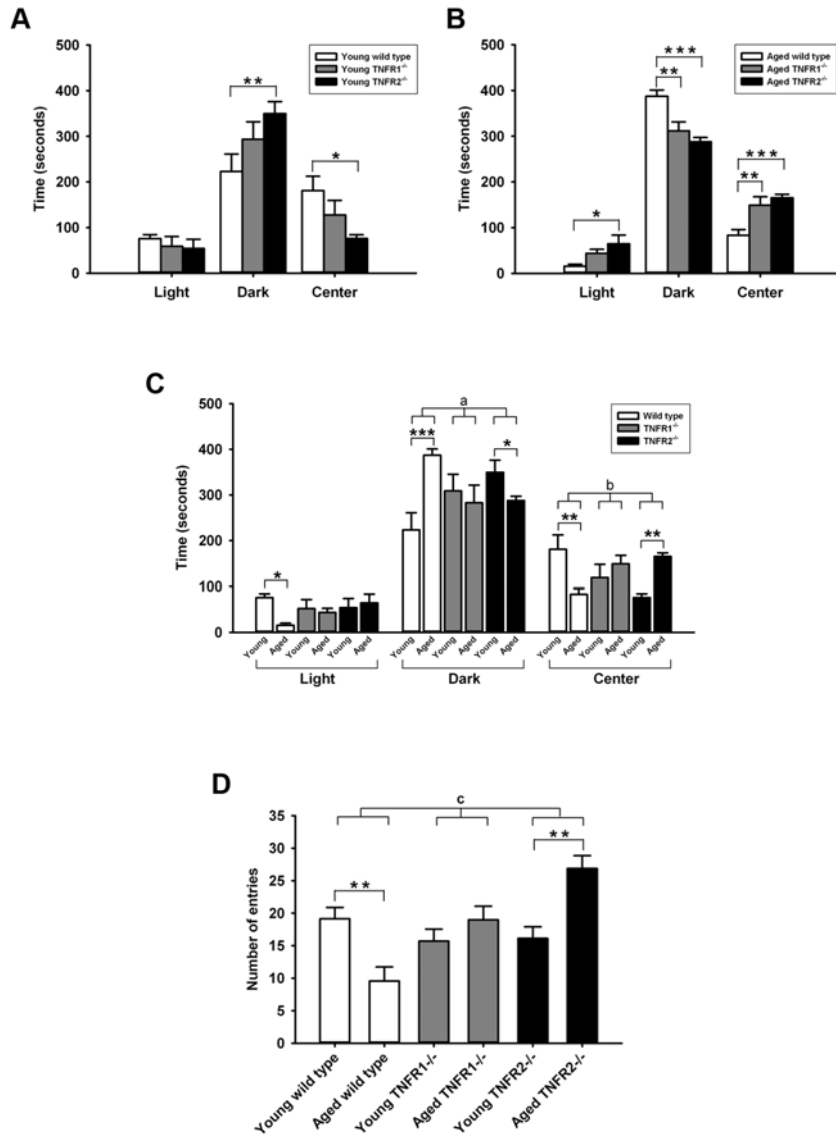 A
500
400
300
200
100
0
Time (seconds)
Young wild type
Young TNFR1-/-
Young TNFR2-/-
**
*
Light Dark Center
B
500
400
300
200
100
0
Time (seconds)
Aged wild type
Aged TNFR1-/-
Aged TNFR2-/-
*
***
**
***
**
Light Dark Center
C
500
400
300
200
100
0
Time (seconds)
Wild type
TNFR1-/-
TNFR2-/-
a
b
*
***
*
**
**
Young Aged Young Aged Young Aged Young Aged Young Aged Young Aged Young Aged Young Aged Young Aged
Light Dark Center
D
35
30
25
20
15
10
5
0
Number of entries
c
**
**
Young wild type
Aged wild type
Young TNFR1-/-
Aged TNFR1-/-
Young TNFR2-/-
Aged TNFR2-/-